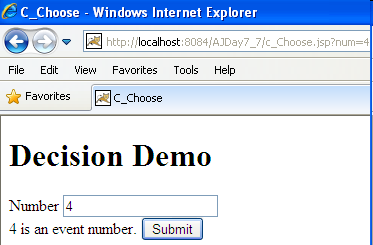 C_Choose - Windows Internet Explorer
http://localhost:8084/AJDay7_7/c_Choose.jsp?num=4
File Edit View Favorites Tools Help
Favorites C_Choose
Decision Demo
Number 4
4 is an event number. Submit